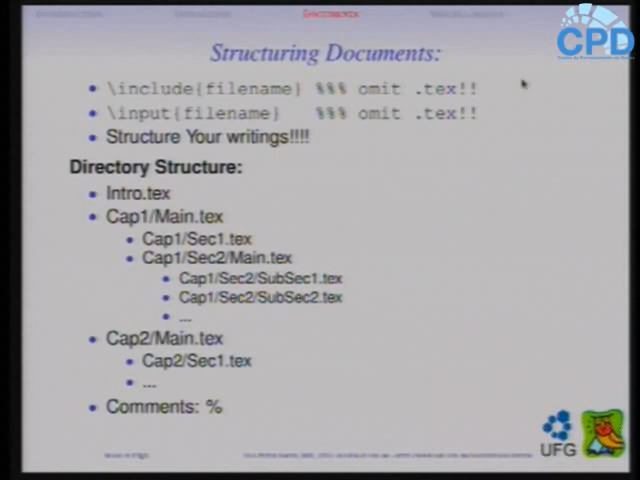 CPD
Structuring Documents:
\include{filename} %%% omit .tex!!
\input{filename} %%% omit .tex!!
Structure Your writings!!!!
Directory Structure:
Intro.tex
Cap1/Main.tex
Cap1/Sec1.tex
Cap1/Sec2/Main.tex
Cap1/Sec2/SubSec1.tex
Cap1/Sec2/SubSec2.tex
...
Cap2/Main.tex
Cap2/Sec1.tex
...
Comments: %
UFG